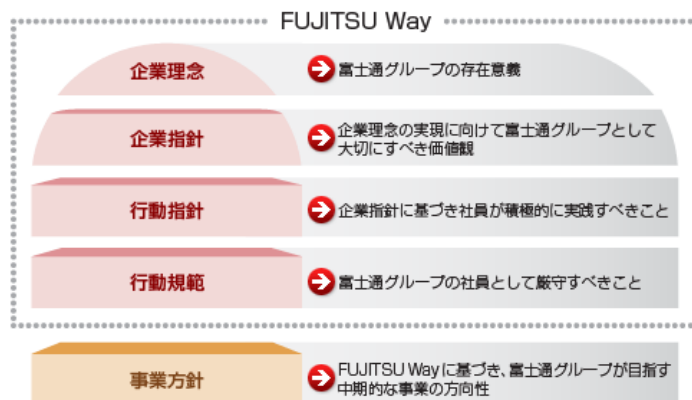 FUJITSU Way
企業理念
富士通グループの存在意義
企業指針
企業理念の実現に向けて富士通グループとして
大切にすべき価値観
行動指針
企業指針に基づき社員が積極的に実践すべきこと
行動規範
富士通グループの社員として厳守すべきこと
事業方針
FUJITSU Wayに基づき、富士通グループが目指す
中期的な事業の方向性